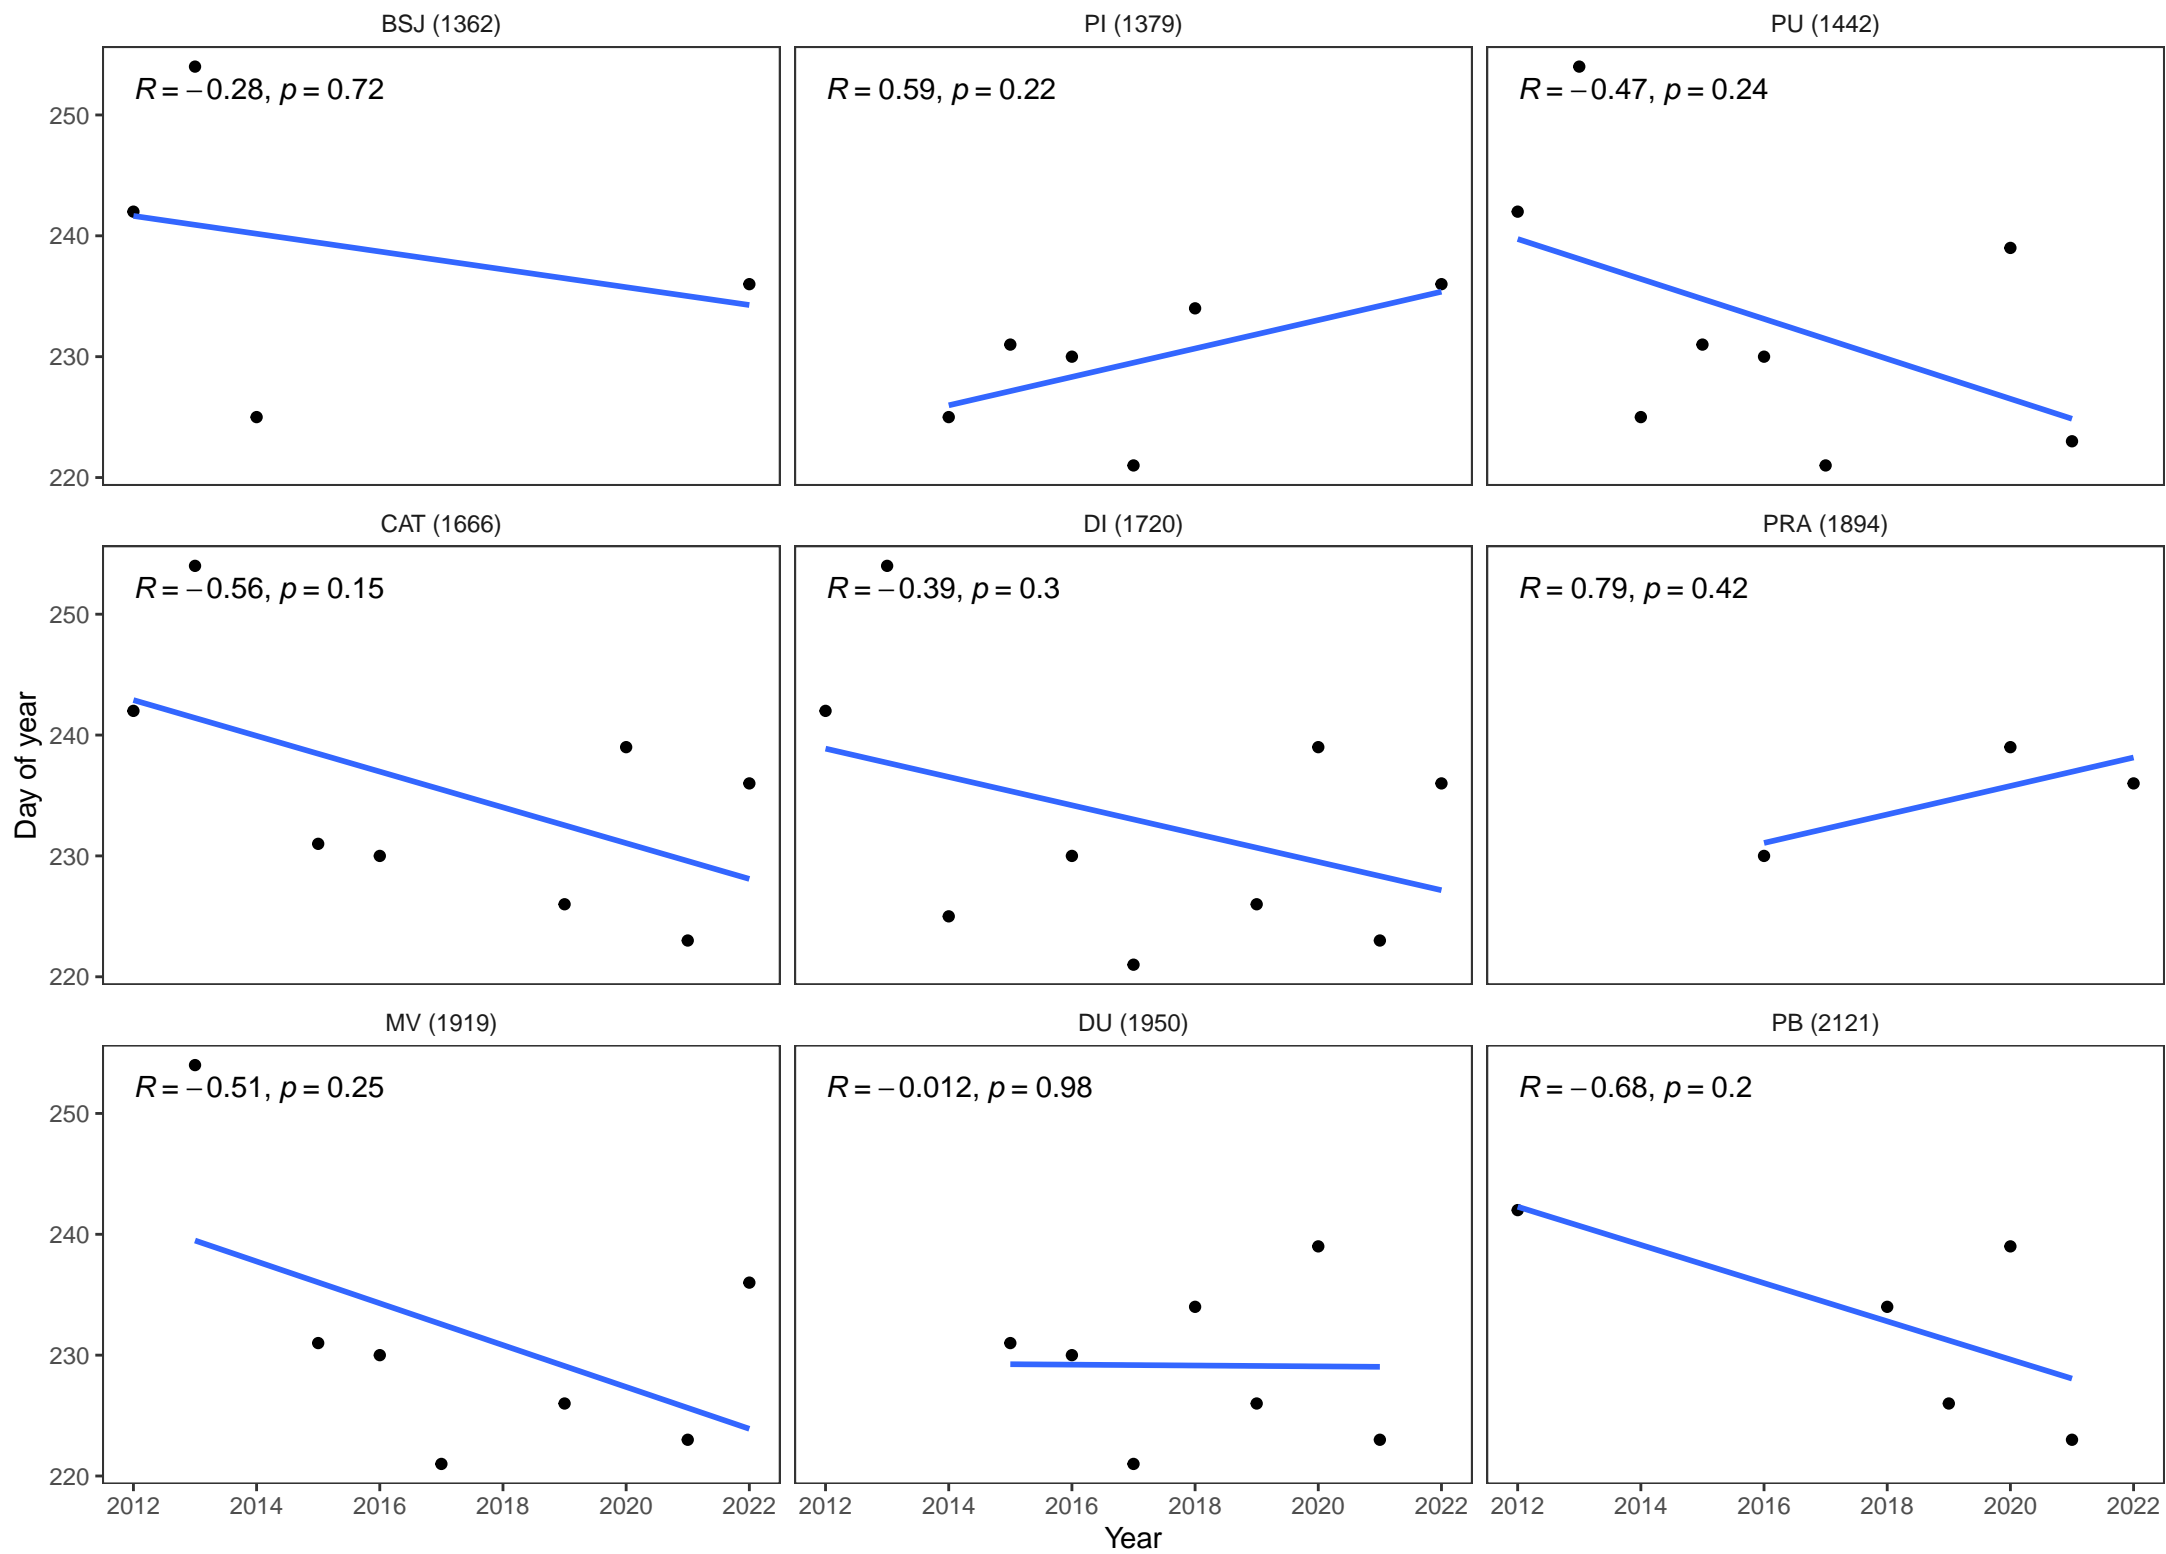 BSJ (1362) PI (1379) PU (1442)
R = −0.28, p = 0.72 R = 0.59, p = 0.22 R = −0.47, p = 0.24
250
240
230
220
CAT (1666) DI (1720) PRA (1894)
R = −0.56, p = 0.15 R = −0.39, p = 0.3 R = 0.79, p = 0.42
250
240
230
220
Day of year
MV (1919) DU (1950) PB (2121)
R = −0.51, p = 0.25 R = −0.012, p = 0.98 R = −0.68, p = 0.2
250
240
230
220
2012 2014 2016 2018 2020 2022 2012 2014 2016 2018 2020 2022 2012 2014 2016 2018 2020 2022
Year